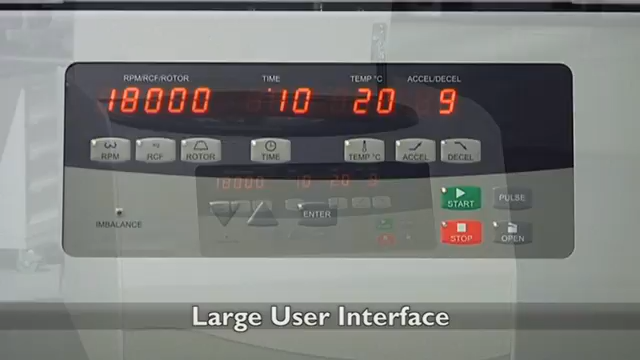 RPM/RCF/ROTOR TIME TEMP °C ACCEL/DECEL
18000 10 20 9
RPM RCF ROTOR TIME TEMP °C ACCEL DECEL
18000 10 20 9
START PULSE
ENTER
IMBALANCE
STOP OPEN
Large User Interface